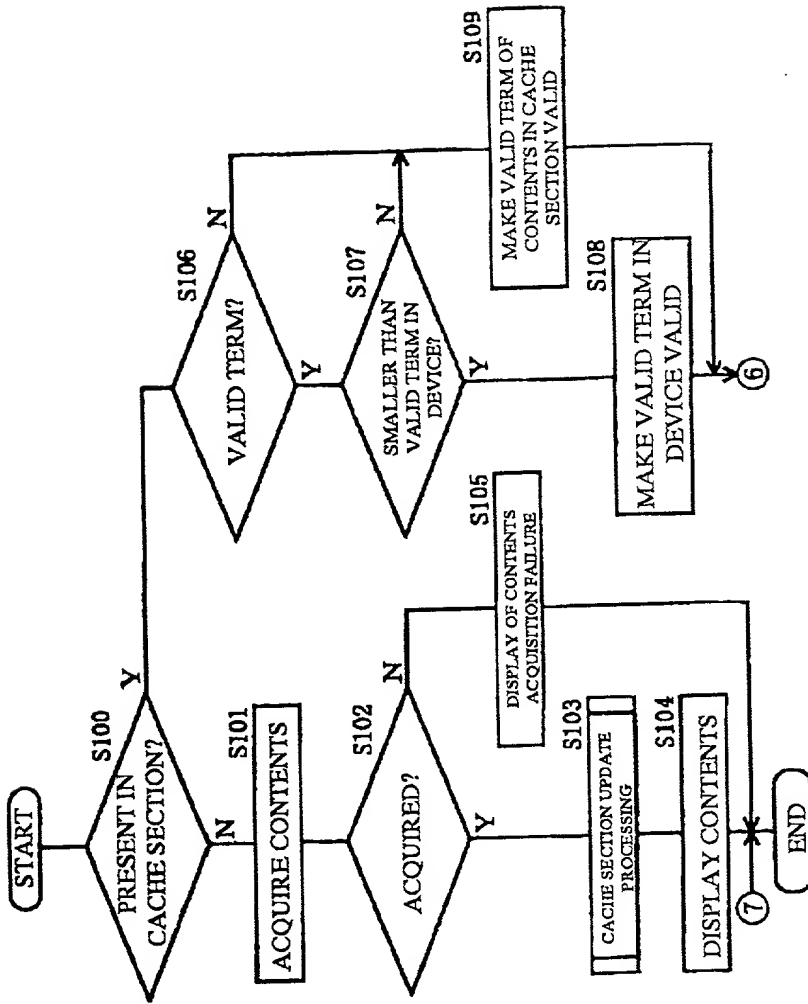 START
S100
PRESENT IN
CACHE SECTION?
Y
N
S101
ACQUIRE CONTENTS
S102
ACQUIRED?
N
Y
S103
CACHE SECTION UPDATE
PROCESSING
S104
DISPLAY CONTENTS
7
END
S105
DISPLAY OF CONTENTS
ACQUISITION FAILURE
S106
VALID TERM?
N
Y
S107
SMALLER THAN
VALID TERM IN
DEVICE?
N
Y
S108
MAKE VALID TERM IN
DEVICE VALID
S109
MAKE VALID TERM OF
CONTENTS IN CACHE
SECTION VALID
6